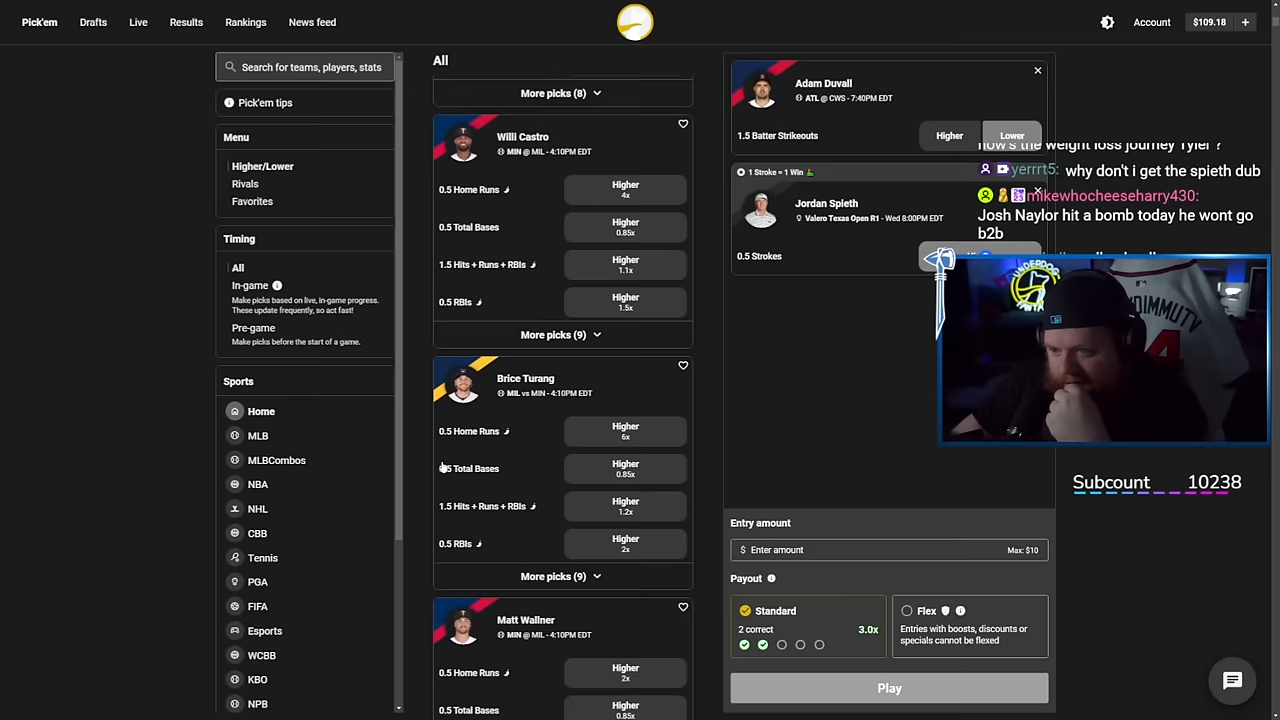 Pick'em
Drafts
Live
Results
Rankings
News feed
Account
$109.18 +
Search for teams, players, stats
Pick'em tips
Menu
Higher/Lower
Rivals
Favorites
Timing
All
In-game
Make picks based on live, in-game progress.
These update frequently, so act fast!
Pre-game
Make picks before the start of a game.
Sports
Home
MLB
MLBCombos
NBA
NHL
CBB
Tennis
PGA
FIFA
Esports
WCBB
KBO
NPB
All
More picks (8)
Willi Castro
MIN @ MIL - 4:10PM EDT
0.5 Home Runs
Higher
4x
0.5 Total Bases
Higher
0.85x
1.5 Hits + Runs + RBIs
Higher
1.1x
0.5 RBIs
Higher
1.5x
More picks (9)
Brice Turang
MIL vs MIN - 4:10PM EDT
0.5 Home Runs
Higher
6x
Total Bases
Higher
0.85x
1.5 Hits + Runs + RBIs
Higher
1.2x
0.5 RBIs
Higher
2x
More picks (9)
Matt Wallner
MIN @ MIL - 4:10PM EDT
0.5 Home Runs
Higher
2x
0.5 Total Bases
Higher
0.85x
Adam Duvall
ATL @ CWS - 7:40PM EDT
1.5 Batter Strikeouts
Higher
Lower
1 Stroke = 1 Win
Jordan Spieth
Valero Texas Open R1 - Wed 8:00PM EDT
0.5 Strokes
how's the weight loss journey Tyler ?
yerrrt5: why don't i get the spieth dub
mikewhocheeseharry430:
Josh Naylor hit a bomb today he wont go
b2b
UNDERDOG
Subcount 10238
Entry amount
$ Enter amount
Max: $10
Payout
Standard
2 correct
3.0x
Flex
Entries with boosts, discounts or
specials cannot be flexed
Play